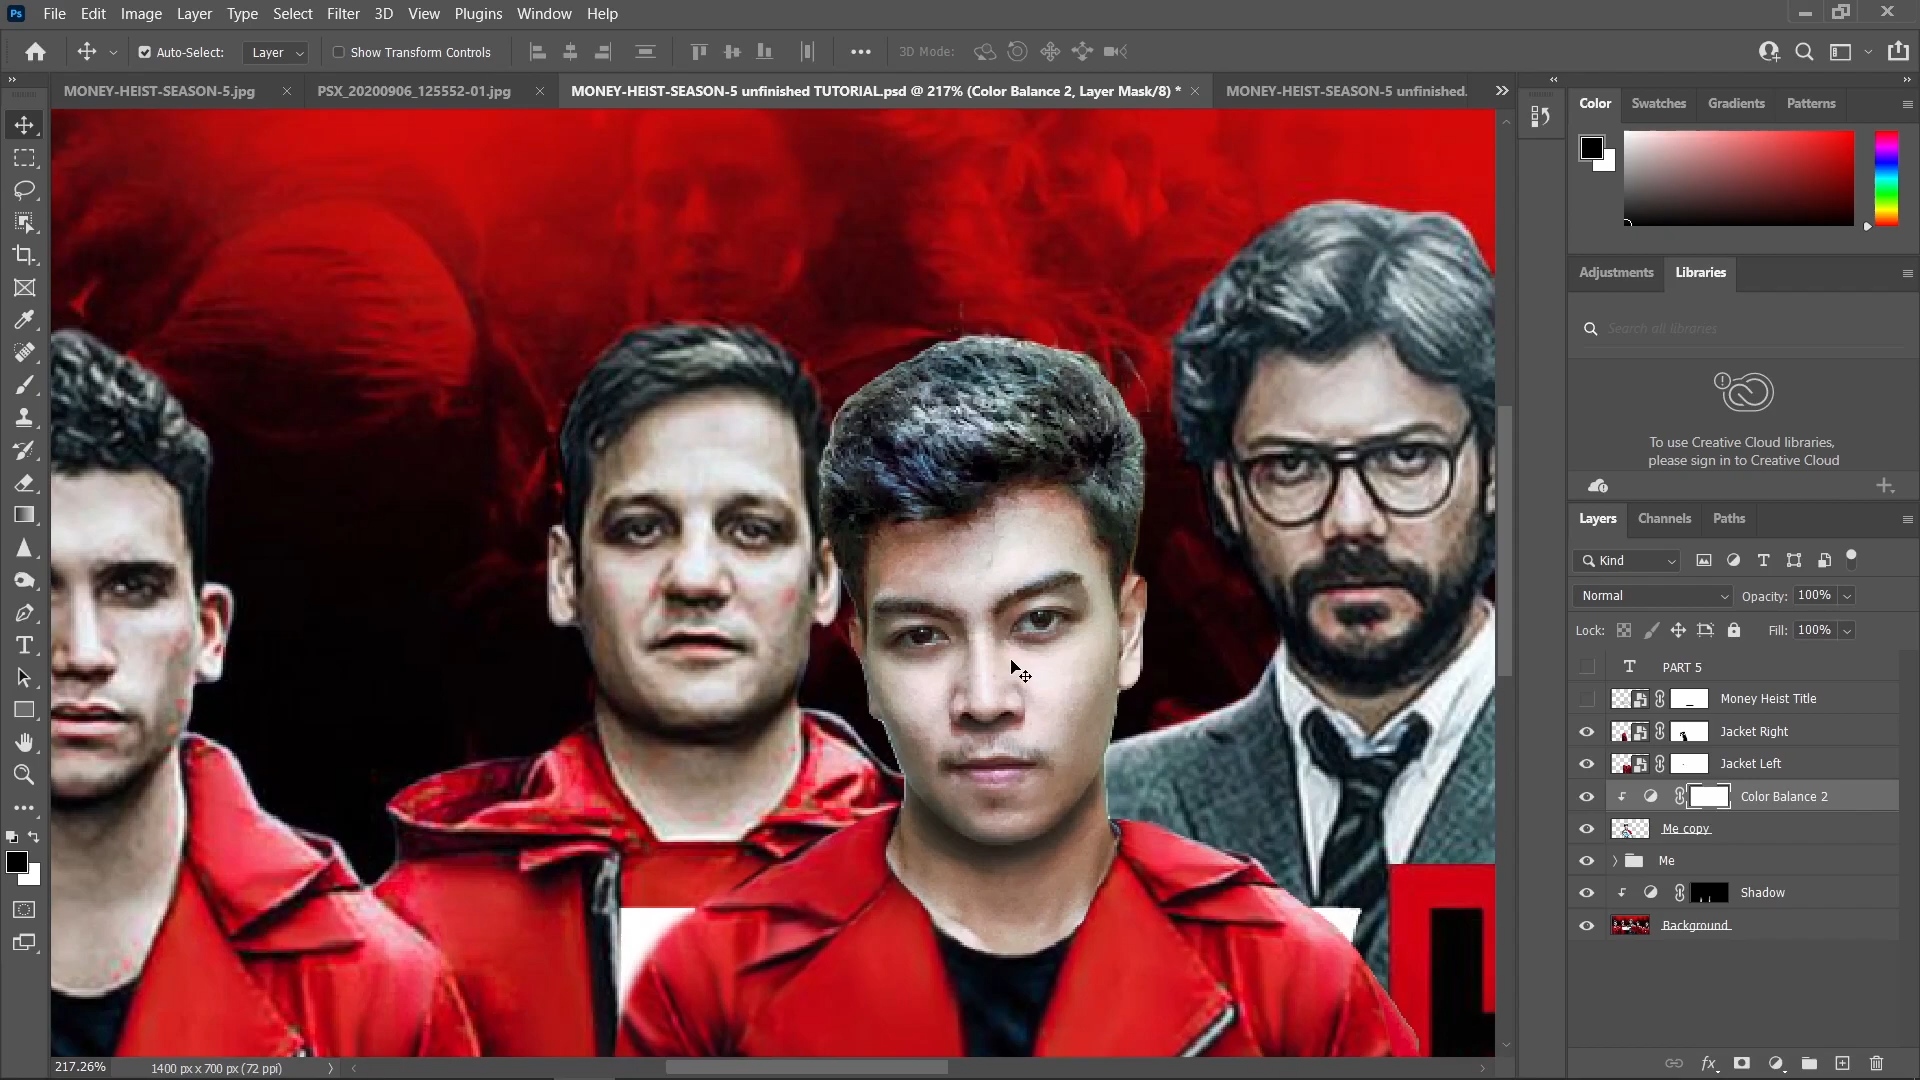 Ps File Edit Image Layer Type Select Filter 3D View Plugins Window Help
Auto-Select: Layer Show Transform Controls 3D Mode:
MONEY-HEIST-SEASON-5.jpg PSX_20200906_125552-01.jpg MONEY-HEIST-SEASON-5 unfinished TUTORIAL.psd @ 217% (Color Balance 2, Layer Mask/8) * MONEY-HEIST-SEASON-5 unfinished.
Color Swatches Gradients Patterns
Adjustments Libraries
Search all libraries
To use Creative Cloud libraries,
please sign in to Creative Cloud
Layers Channels Paths
Kind
Normal Opacity: 100%
Lock: Fill: 100%
PART 5
Money Heist Title
Jacket Right
Jacket Left
Color Balance 2
Me copy
Me
Shadow
Background
217.26% 1400 px x 700 px (72 ppi)
fx